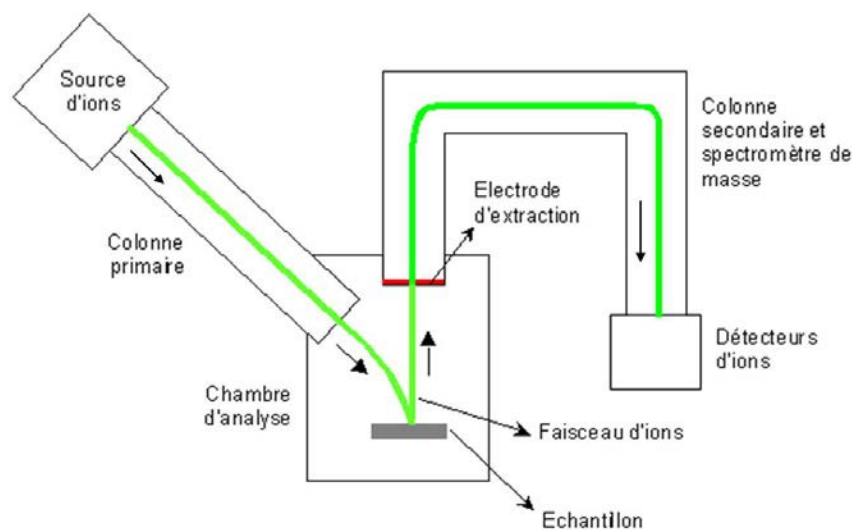 Source
d'ions
Colonne
primaire
Chambre
d'analyse
Electrode
d'extraction
Colonne
secondaire et
spectromètre de
masse
Détecteurs
d'ions
Faisceau d'ions
Echantillon